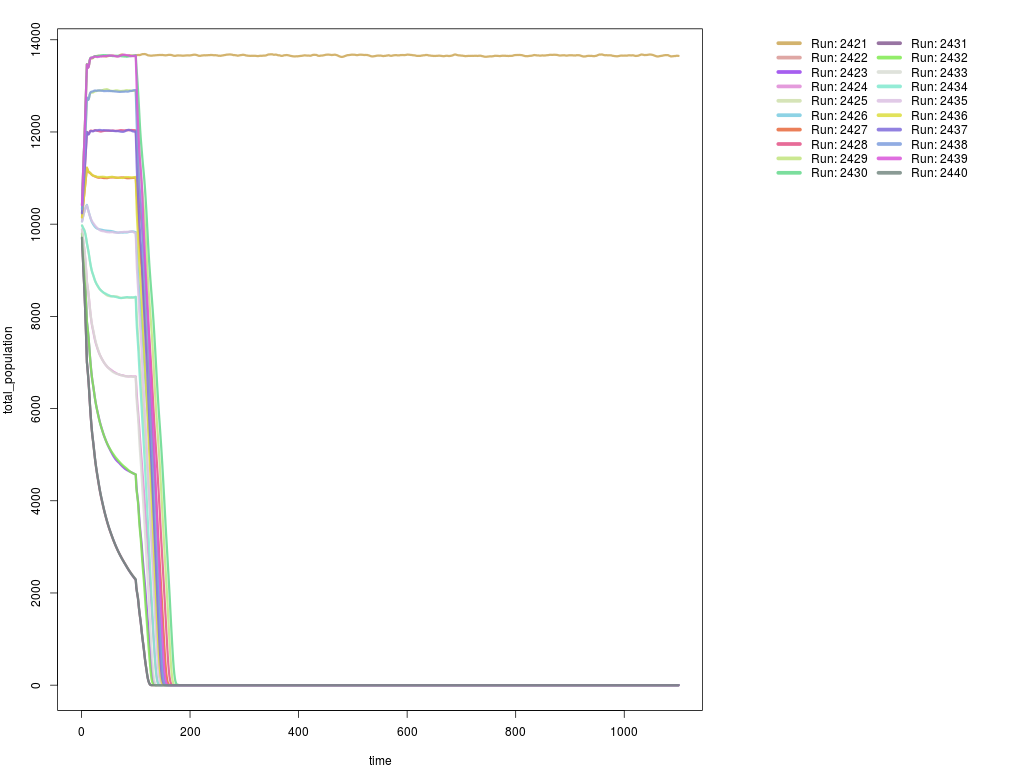 14000
12000
10000
8000
6000
4000
2000
0
total_population
0 200 400 600 800 1000
time
Run: 2421 Run: 2431
Run: 2422 Run: 2432
Run: 2423 Run: 2433
Run: 2424 Run: 2434
Run: 2425 Run: 2435
Run: 2426 Run: 2436
Run: 2427 Run: 2437
Run: 2428 Run: 2438
Run: 2429 Run: 2439
Run: 2430 Run: 2440